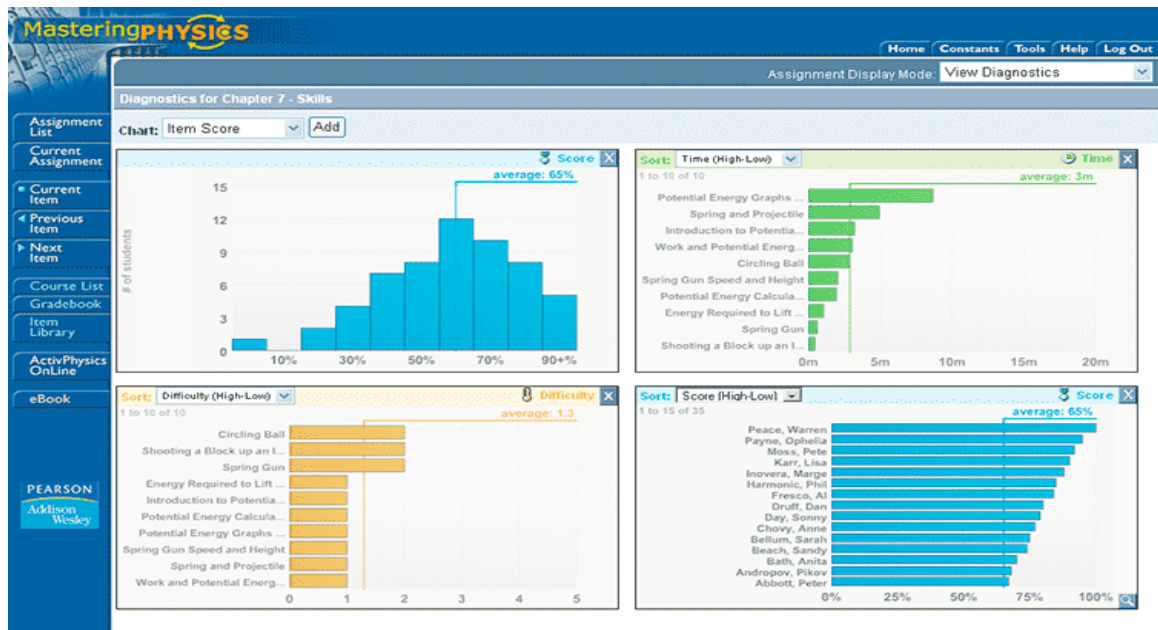 MasteringPHYSICS
Home Constants Tools Help Log Out
Assignment Display Mode: View Diagnostics
Diagnostics for Chapter 7 - Skills
Chart: Item Score Add
Assignment
List
Current
Assignment
Current
Item
Previous
Item
Next
Item
Course List
Gradebook
Item
Library
ActivPhysics
OnLine
eBook
PEARSON
Addison
Wesley
Score X
average: 65%
# of students
15
12
9
6
3
0
10% 30% 50% 70% 90+%
Sort: Time (High-Low) Time X
1 to 10 of 10
average: 3m
Potential Energy Graphs ...
Spring and Projectile
Introduction to Potentia...
Work and Potential Energ...
Circling Ball
Spring Gun Speed and Height
Potential Energy Calcula...
Energy Required to Lift ...
Spring Gun
Shooting a Block up an I...
0m 5m 10m 15m 20m
Sort: Difficulty (High-Low) Difficulty X
1 to 10 of 10
average: 1.3
Circling Ball
Shooting a Block up an I...
Spring Gun
Energy Required to Lift ...
Introduction to Potentia...
Potential Energy Calcula...
Potential Energy Graphs ...
Spring Gun Speed and Height
Spring and Projectile
Work and Potential Energ...
0 1 2 3 4 5
Sort: Score (High-Low) Score X
1 to 15 of 35
average: 65%
Peace, Warren
Payne, Ophelia
Moss, Pete
Karr, Lisa
Inovera, Marge
Harmonic, Phil
Fresco, Al
Druff, Dan
Day, Sonny
Chovy, Anne
Bellum, Sarah
Beach, Sandy
Bath, Anita
Andropov, Pikov
Abbott, Peter
0% 25% 50% 75% 100%